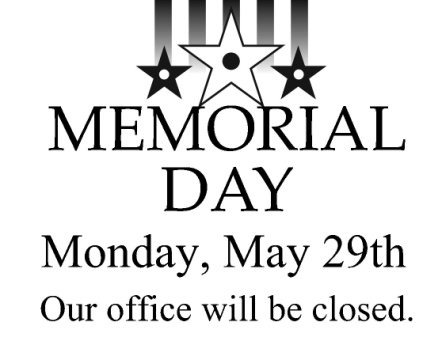 MEMORIAL
DAY
Monday, May 29th
Our office will be closed.